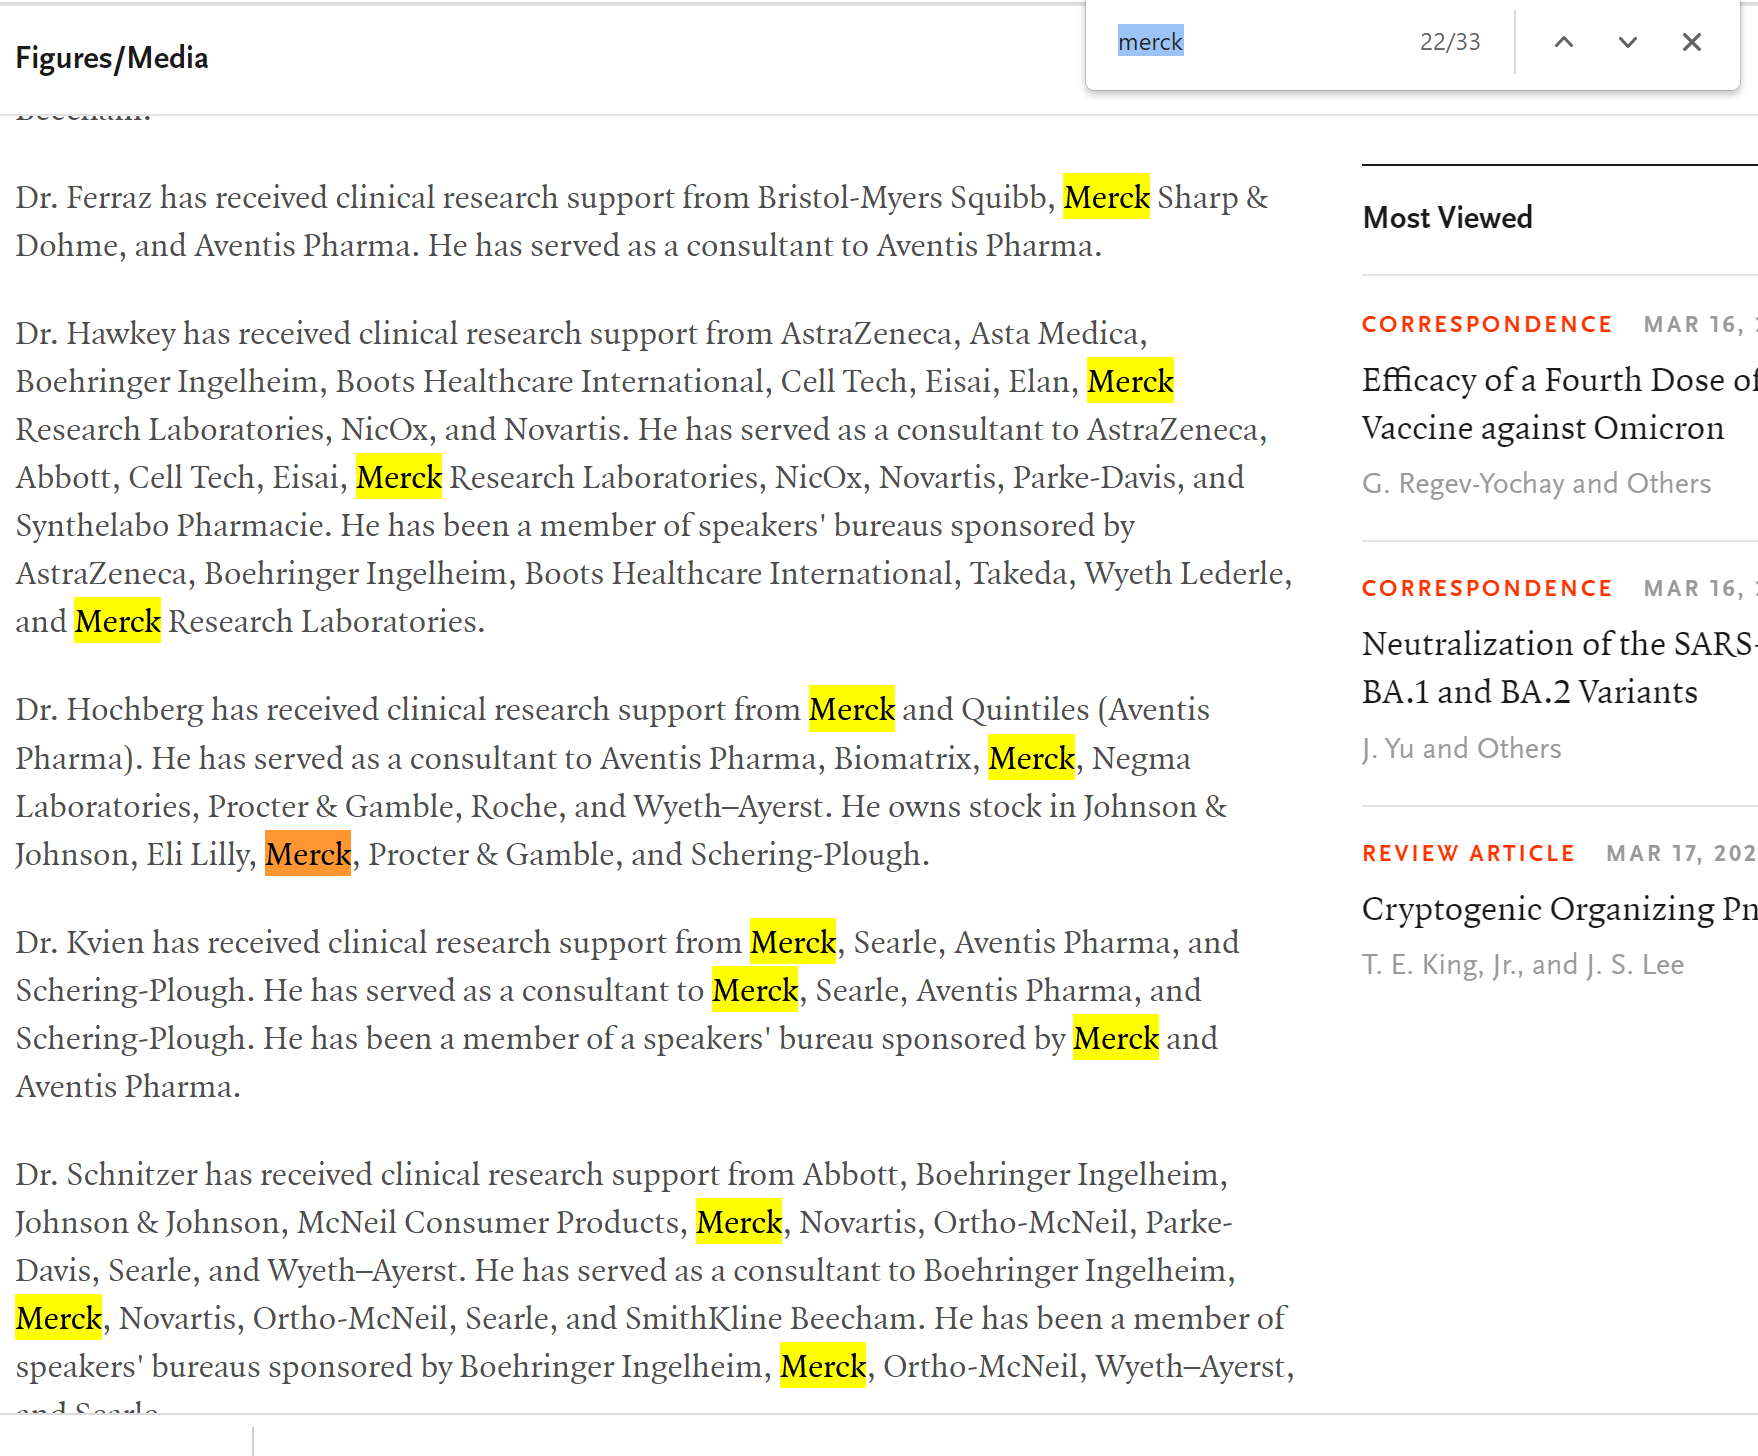 merck 22/33
Figures/Media
Beecham.
Dr. Ferraz has received clinical research support from Bristol-Myers Squibb, Merck Sharp &
Dohme, and Aventis Pharma. He has served as a consultant to Aventis Pharma.
Dr. Hawkey has received clinical research support from AstraZeneca, Asta Medica,
Boehringer Ingelheim, Boots Healthcare International, Cell Tech, Eisai, Elan, Merck
Research Laboratories, NicOx, and Novartis. He has served as a consultant to AstraZeneca,
Abbott, Cell Tech, Eisai, Merck Research Laboratories, NicOx, Novartis, Parke-Davis, and
Synthelabo Pharmacie. He has been a member of speakers' bureaus sponsored by
AstraZeneca, Boehringer Ingelheim, Boots Healthcare International, Takeda, Wyeth Lederle,
and Merck Research Laboratories.
Dr. Hochberg has received clinical research support from Merck and Quintiles (Aventis
Pharma). He has served as a consultant to Aventis Pharma, Biomatrix, Merck, Negma
Laboratories, Procter & Gamble, Roche, and Wyeth–Ayerst. He owns stock in Johnson &
Johnson, Eli Lilly, Merck, Procter & Gamble, and Schering-Plough.
Dr. Kvien has received clinical research support from Merck, Searle, Aventis Pharma, and
Schering-Plough. He has served as a consultant to Merck, Searle, Aventis Pharma, and
Schering-Plough. He has been a member of a speakers' bureau sponsored by Merck and
Aventis Pharma.
Dr. Schnitzer has received clinical research support from Abbott, Boehringer Ingelheim,
Johnson & Johnson, McNeil Consumer Products, Merck, Novartis, Ortho-McNeil, Parke-
Davis, Searle, and Wyeth–Ayerst. He has served as a consultant to Boehringer Ingelheim,
Merck, Novartis, Ortho-McNeil, Searle, and SmithKline Beecham. He has been a member of
speakers' bureaus sponsored by Boehringer Ingelheim, Merck, Ortho-McNeil, Wyeth–Ayerst,
and Searle
Most Viewed
CORRESPONDENCE MAR 16,
Efficacy of a Fourth Dose of
Vaccine against Omicron
G. Regev-Yochay and Others
CORRESPONDENCE MAR 16,
Neutralization of the SARS-
BA.1 and BA.2 Variants
J. Yu and Others
REVIEW ARTICLE MAR 17, 202
Cryptogenic Organizing Pn
T. E. King, Jr., and J. S. Lee